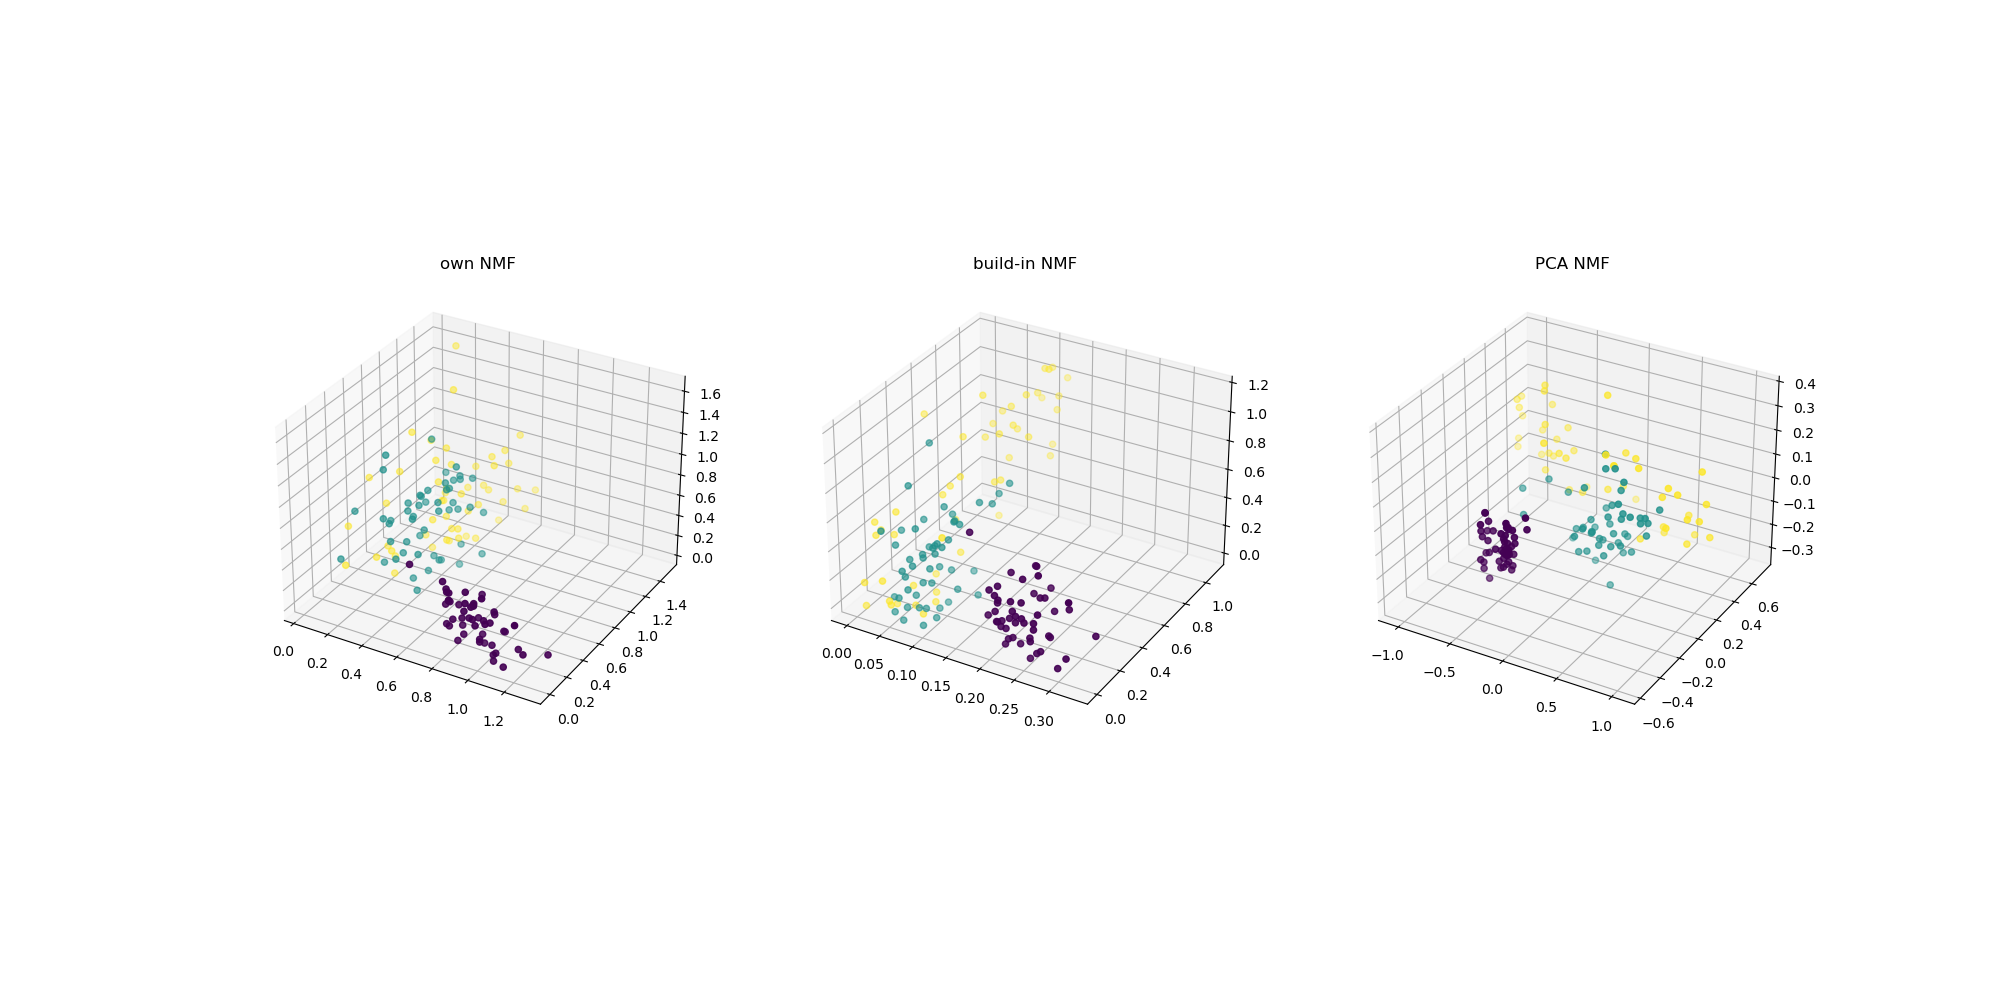 own NMF
build-in NMF
PCA NMF
0.0 0.2 0.4 0.6 0.8 1.0 1.2
0.0 0.2 0.4 0.6 0.8 1.0 1.2 1.4
0.0 0.2 0.4 0.6 0.8 1.0 1.2 1.4 1.6
0.00 0.05 0.10 0.15 0.20 0.25 0.30
0.0 0.2 0.4 0.6 0.8 1.0
0.0 0.2 0.4 0.6 0.8 1.0 1.2
−1.0 −0.5 0.0 0.5 1.0
−0.6 −0.4 −0.2 0.0 0.2 0.4 0.6
−0.3 −0.2 −0.1 0.0 0.1 0.2 0.3 0.4